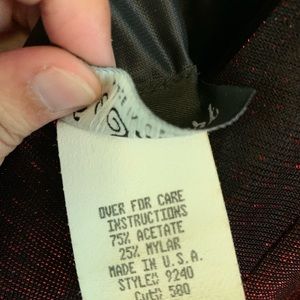 OVER FOR CARE
INSTRUCTIONS
75% ACETATE
25% MYLAR
MADE IN U.S.A.
STYLE# 9240
Cut# 580